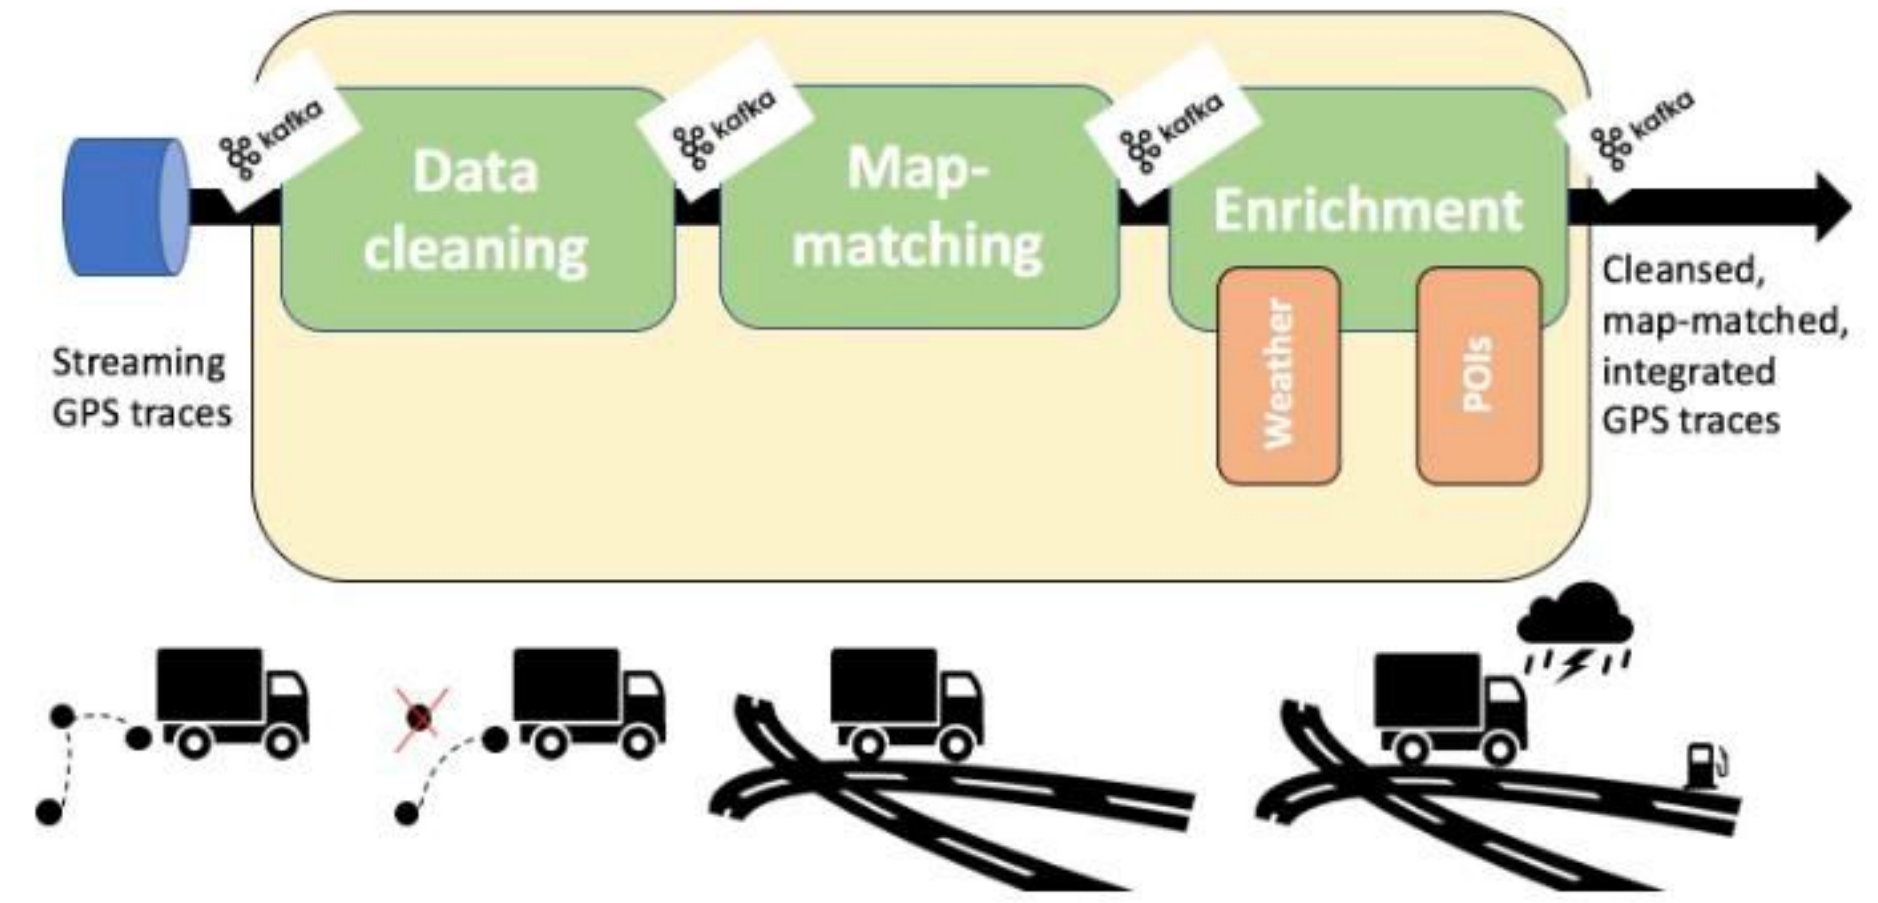 kafka
kafka
kafka
kafka
Data
cleaning
Map-
matching
Enrichment
Weather
POIs
Streaming
GPS traces
Cleansed,
map-matched,
integrated
GPS traces